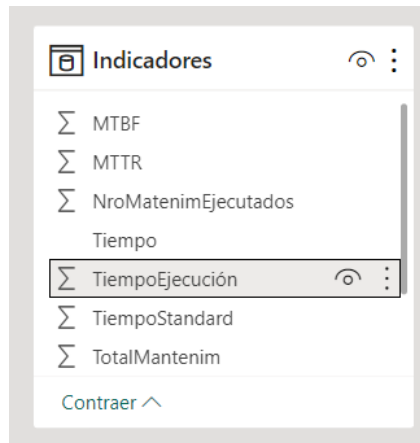 Indicadores
MTBF
MTTR
NroMatenimEjecutados
Tiempo
TiempoEjecución
TiempoStandard
TotalMantenim
Contraer